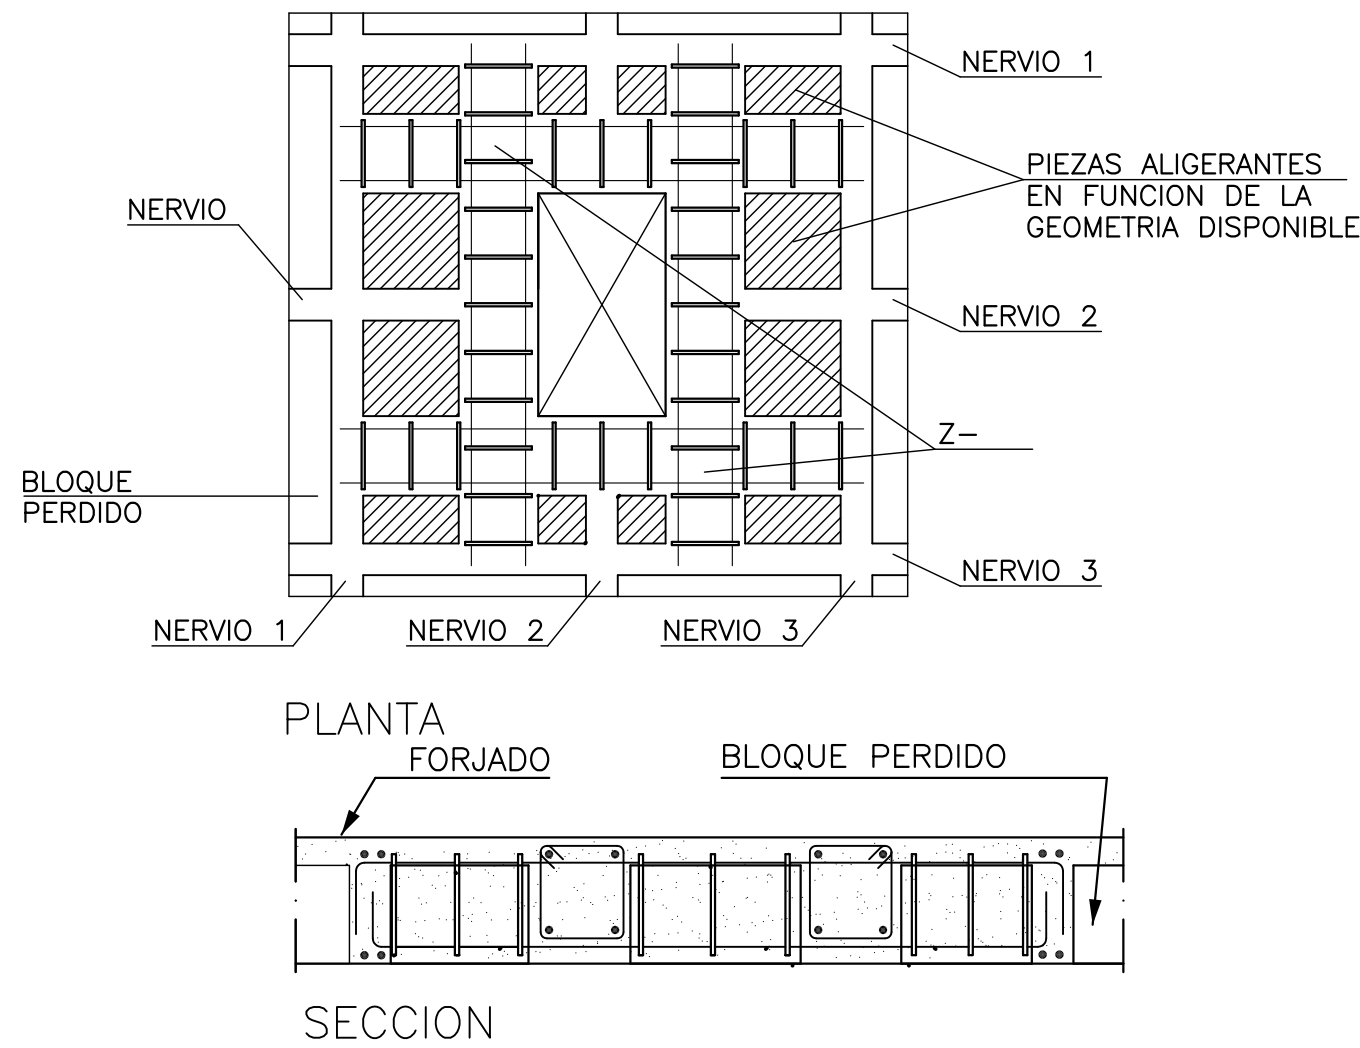 NERVIO 1
PIEZAS ALIGERANTES
EN FUNCION DE LA
GEOMETRIA DISPONIBLE
NERVIO
NERVIO 2
Z-
BLOQUE
PERDIDO
NERVIO 3
NERVIO 1
NERVIO 2
NERVIO 3
PLANTA
FORJADO
BLOQUE PERDIDO
SECCION